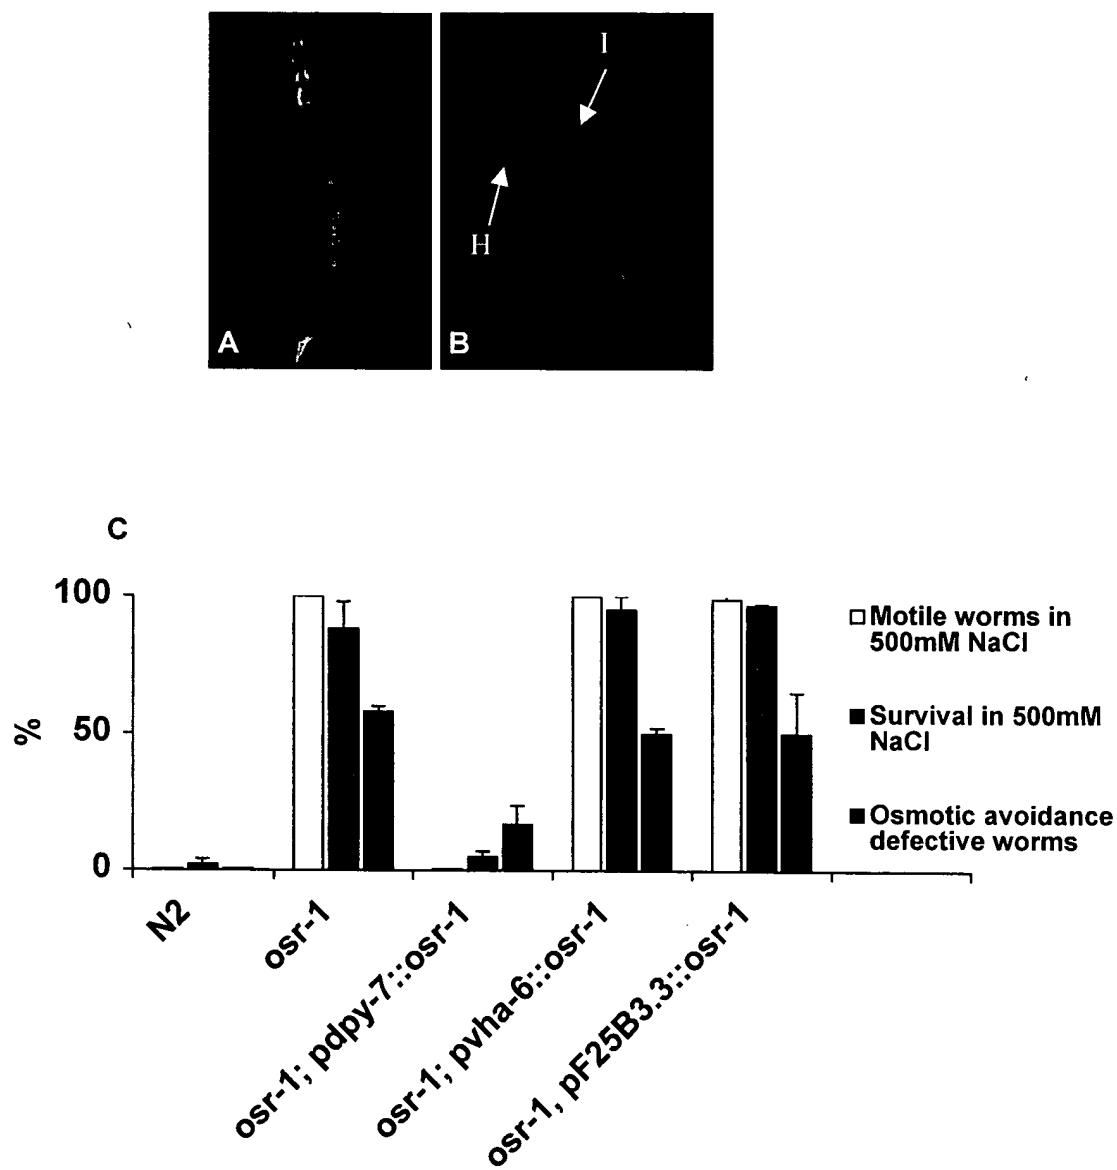 I
H
A
B
C
100
50
0
%
Motile worms in
500mM NaCl
Survival in 500mM
NaCl
Osmotic avoidance
defective worms
N2
osr-1
osr-1; pdpy-7::osr-1
osr-1; pvha-6::osr-1
osr-1, pF25B3.3::osr-1